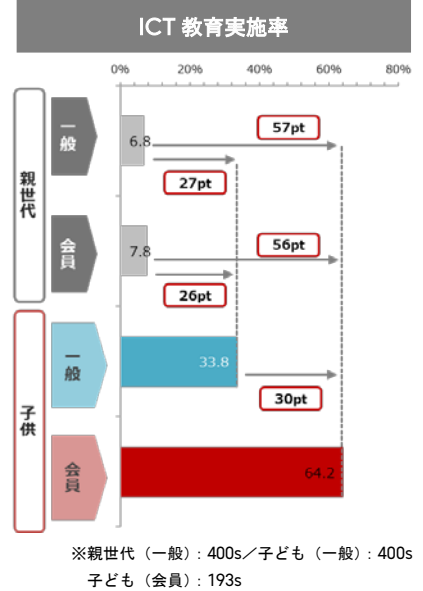 ICT 教育実施率
0% 20% 40% 60% 80%
親世代
一般
6.8
57pt
27pt
会員
7.8
56pt
26pt
子供
一般
33.8
30pt
会員
64.2
※親世代（一般）: 400s／子ども（一般）: 400s
子ども（会員）: 193s